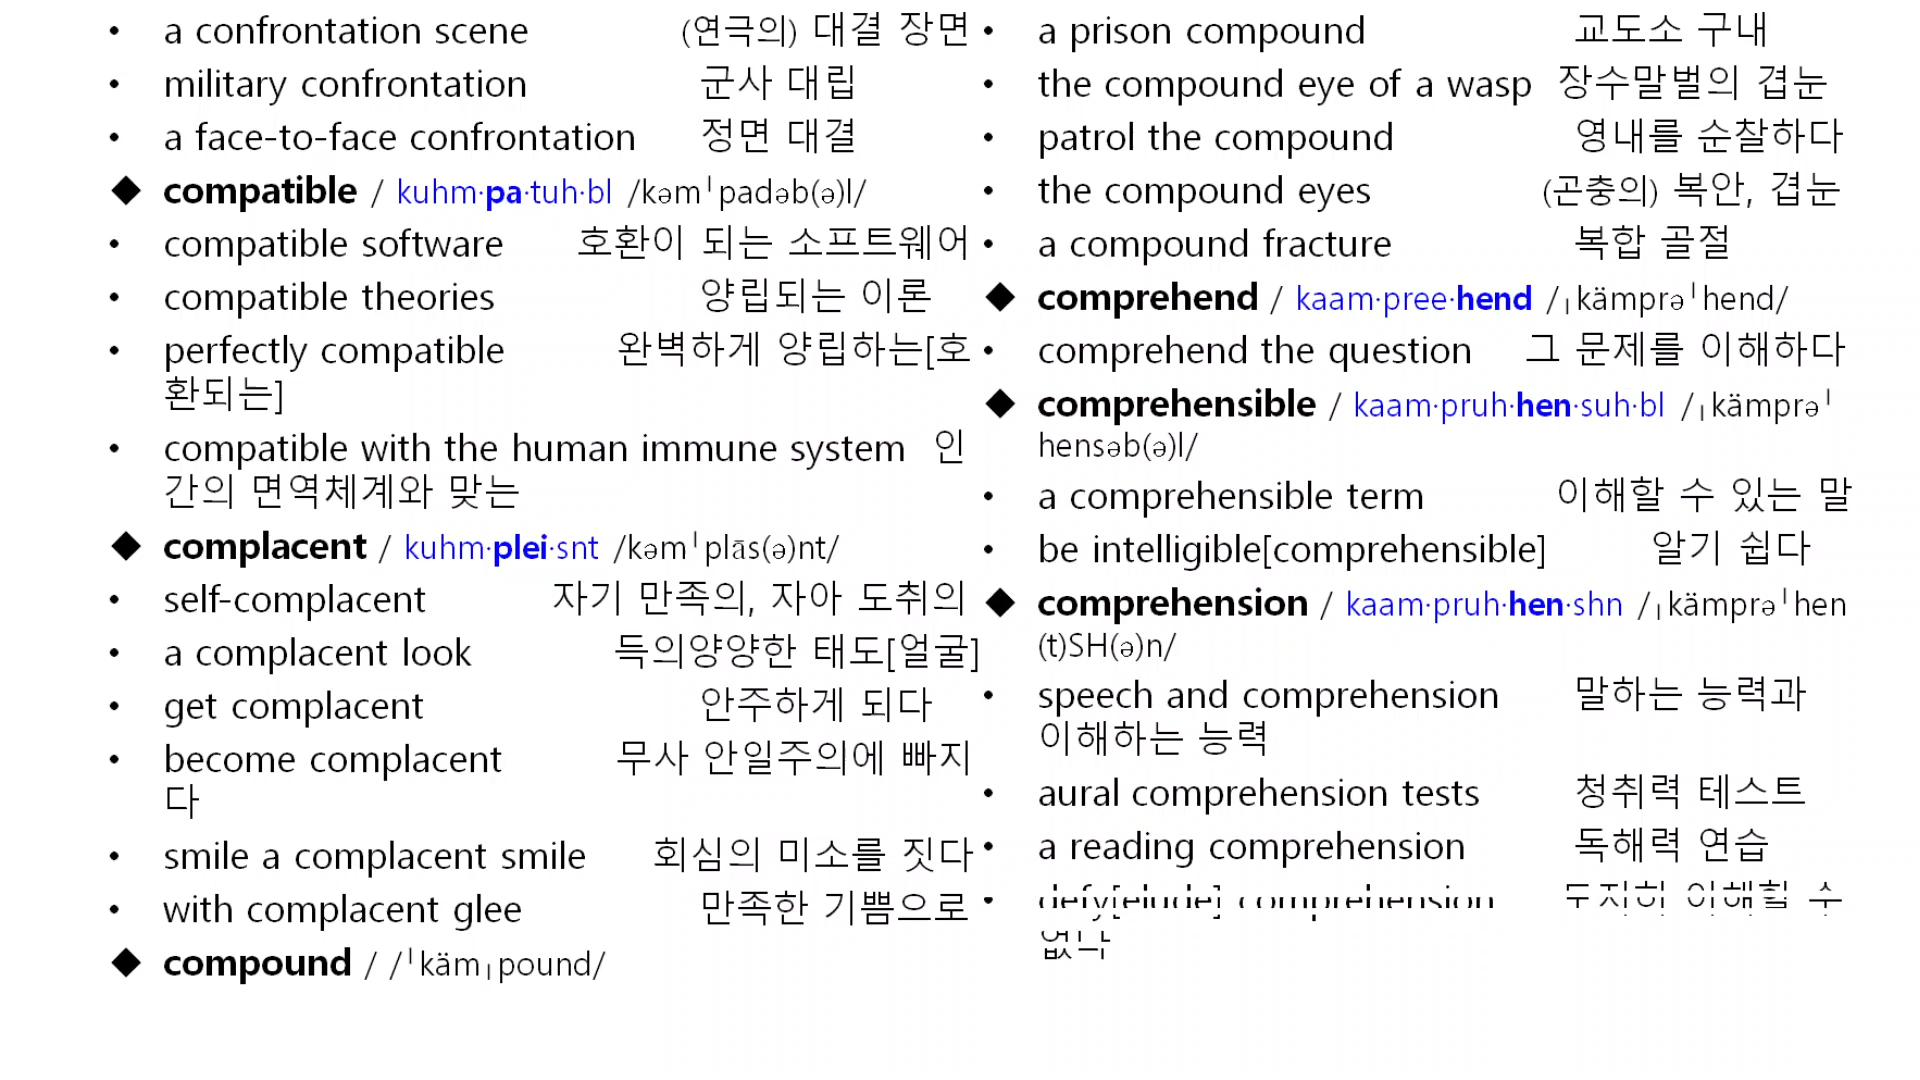 • a confrontation scene (연극의) 대결 장면
• military confrontation 군사 대립
• a face-to-face confrontation 정면 대결
◆ compatible / kuhm·pa·tuh·bl /kəmˈpadəb(ə)l/
• compatible software 호환이 되는 소프트웨어
• compatible theories 양립되는 이론
• perfectly compatible 완벽하게 양립하는[호
환되는]
• compatible with the human immune system 인
간의 면역체계와 맞는
◆ complacent / kuhm·plei·snt /kəmˈplās(ə)nt/
• self-complacent 자기 만족의, 자아 도취의
• a complacent look 득의양양한 태도[얼굴]
• get complacent 안주하게 되다
• become complacent 무사 안일주의에 빠지
다
• smile a complacent smile 회심의 미소를 짓다
• with complacent glee 만족한 기쁨으로
◆ compound / /ˈkämˌpound/
• a prison compound 교도소 구내
• the compound eye of a wasp 장수말벌의 겹눈
• patrol the compound 영내를 순찰하다
• the compound eyes (곤충의) 복안, 겹눈
• a compound fracture 복합 골절
◆ comprehend / kaam·pree·hend /ˌkämprəˈhend/
• comprehend the question 그 문제를 이해하다
◆ comprehensible / kaam·pruh·hen·suh·bl /ˌkämprəˈ
hensəb(ə)l/
• a comprehensible term 이해할 수 있는 말
• be intelligible[comprehensible] 알기 쉽다
◆ comprehension / kaam·pruh·hen·shn /ˌkämprəˈhen
(t)SH(ə)n/
• speech and comprehension 말하는 능력과
이해하는 능력
• aural comprehension tests 청취력 테스트
• a reading comprehension 독해력 연습
• defy[elude] comprehension 도저히 이해할 수
없다